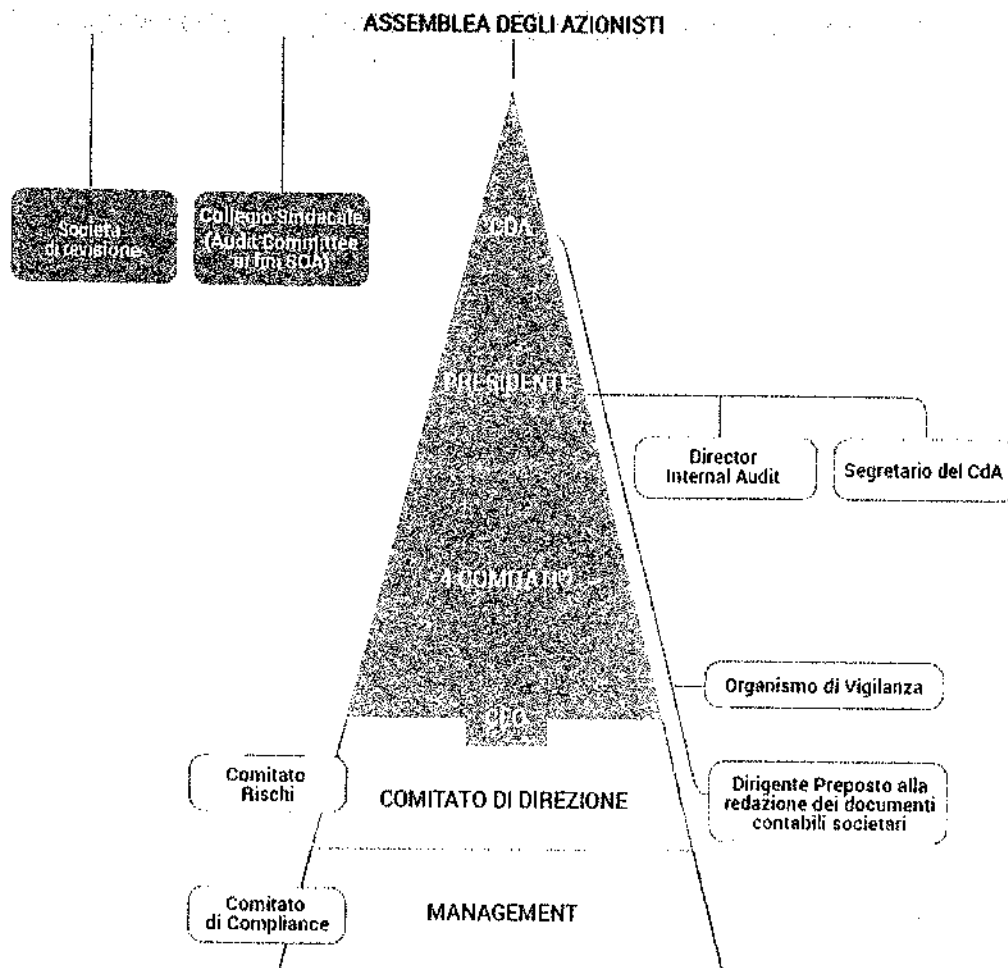 ASSEMBLEA DEGLI AZIONISTI
Società
di revisione
Collegio Sindacale
(Audit Committee
ai fini SOA)
CDA
PRESIDENTE
Director
Internal Audit
Segretario del CdA
4 COMITATI
Organismo di Vigilanza
CEO
Comitato
Rischi
COMITATO DI DIREZIONE
Dirigente Preposto alla
redazione dei documenti
contabili societari
Comitato
di Compliance
MANAGEMENT